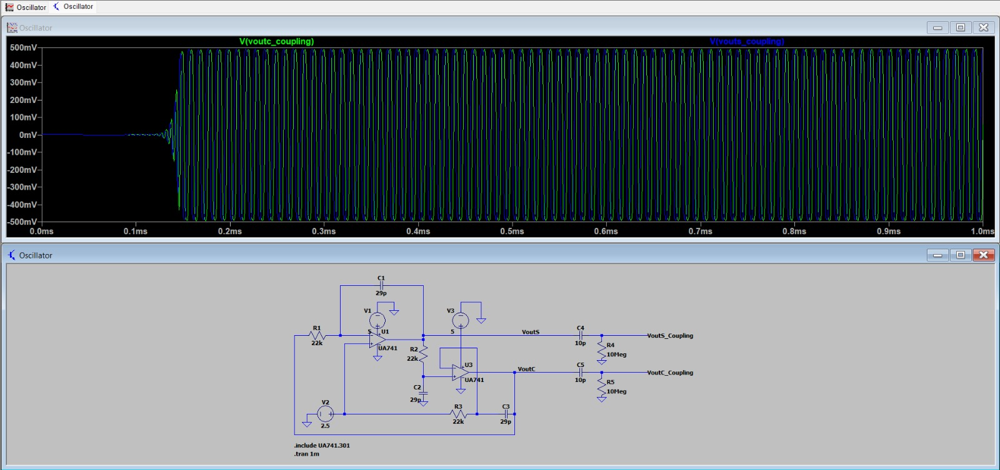 Oscillator Oscillator
Oscillator
V(voutc_coupling) V(vouts_coupling)
500mV
400mV
300mV
200mV
100mV
0mV
-100mV
-200mV
-300mV
-400mV
-500mV
0.0ms 0.1ms 0.2ms 0.3ms 0.4ms 0.5ms 0.6ms 0.7ms 0.8ms 0.9ms 1.0ms
Oscillator
C1
29p
V1
5
U1
UA741
R1
22k
V3
5
R2
22k
U3
UA741
C2
29p
V2
2.5
R3
22k
C3
29p
VoutS
C4
10p
VoutS_Coupling
R4
10Meg
VoutC
C5
10p
VoutC_Coupling
R5
10Meg
.include UA741.301
.tran 1m